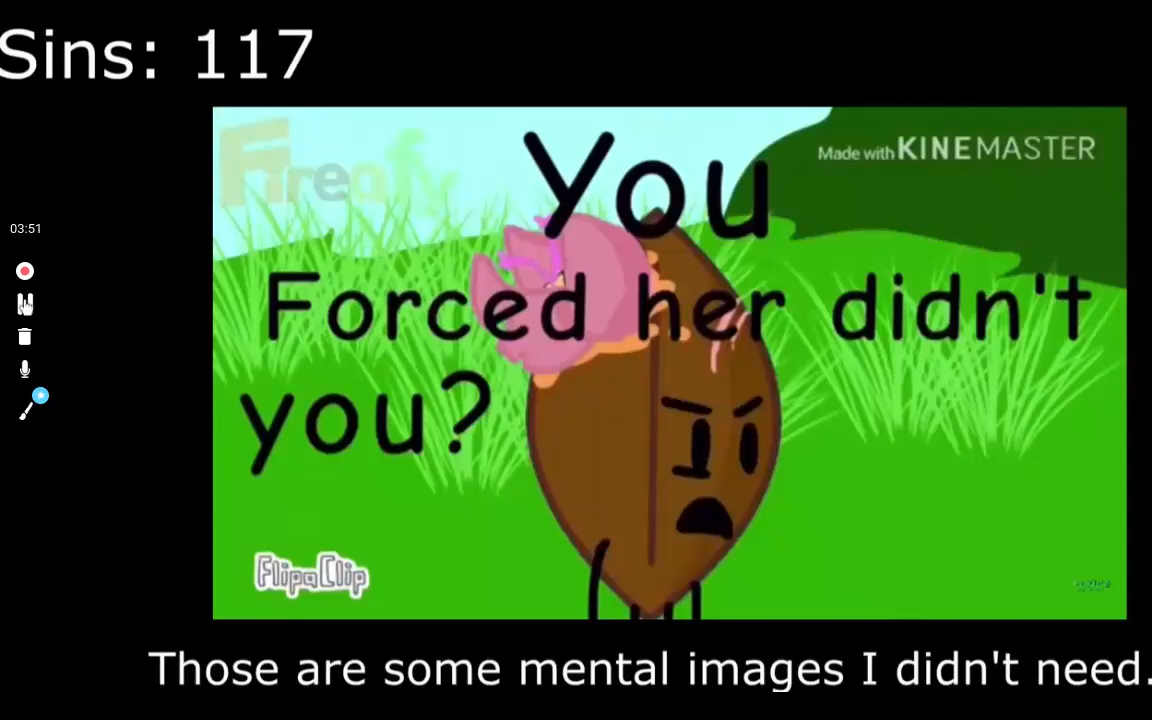 Sins: 117
Made with KINEMASTER
You
Forced her didn't
you?
03:51
FlipaClip
Those are some mental images I didn't need.